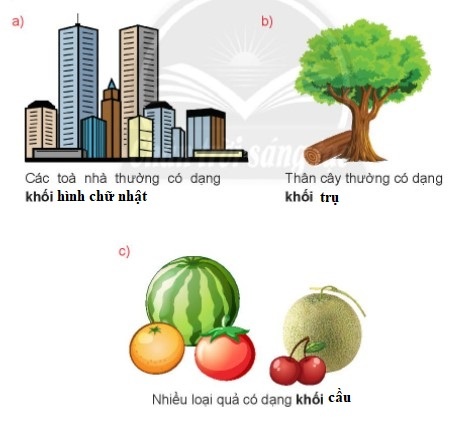 a)
b)
Các toà nhà thường có dạng
khối hình chữ nhật
Thân cây thường có dạng
khối trụ
c)
Nhiều loại quả có dạng khối cầu